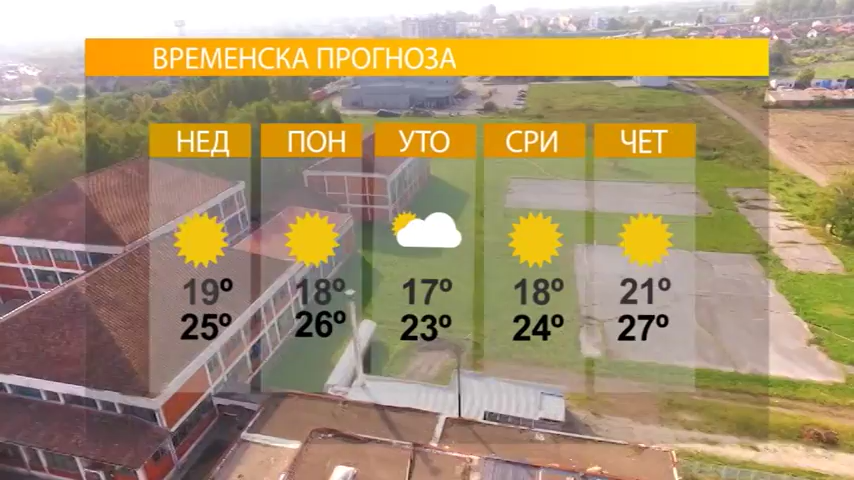 ВРЕМЕНСКА ПРОГНОЗА
НЕД ПОН УТО СРИ ЧЕТ
19º 18º 17º 18º 21º
25º 26º 23º 24º 27º